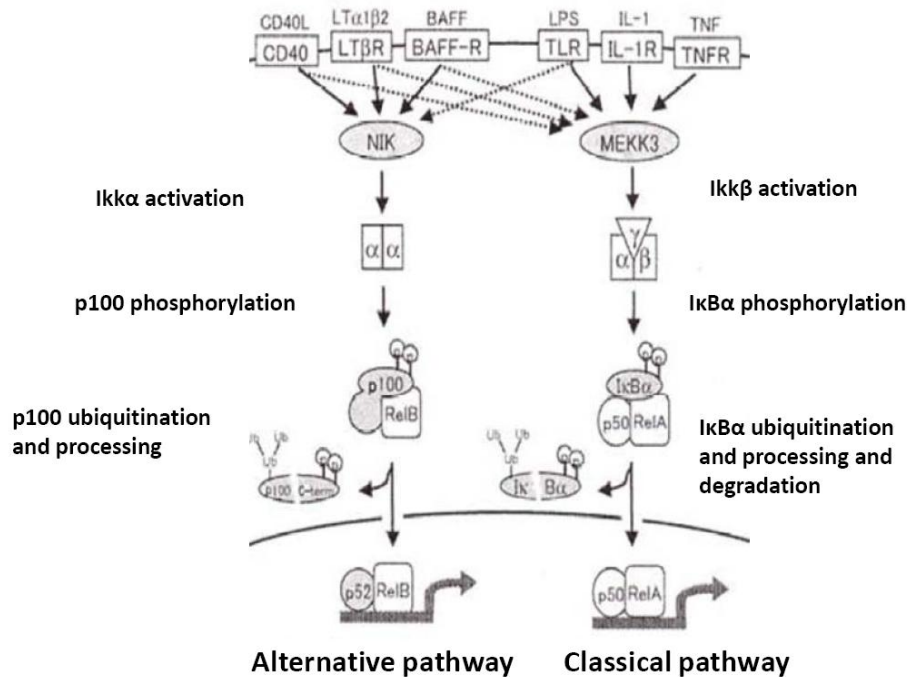 CD40L LTα1β2 BAFF LPS IL-1 TNF
CD40 LTβR BAFF-R TLR IL-1R TNFR
NIK MEKK3
Ikkα activation
Ikkβ activation
α α
γ
α β
p100 phosphorylation
IκBα phosphorylation
p p
p p
p100
RelB
IκBα
p50 RelA
p100 ubiquitination
and processing
IκBα ubiquitination
and processing and
degradation
Ub Ub
Ub
p p
p100 C-term
Ub Ub
Ub
p p
Iκ Bα
p52 RelB
p50 RelA
Alternative pathway
Classical pathway